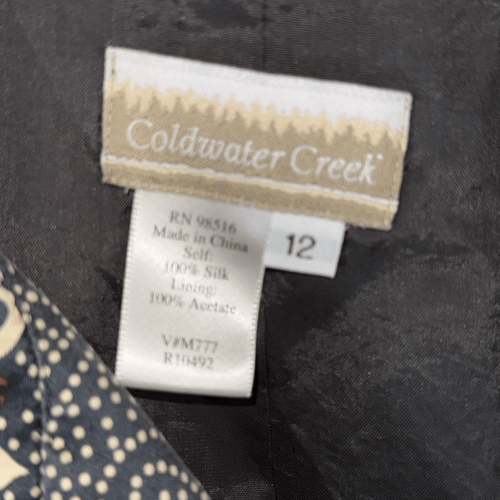 Coldwater Creek
RN 98516
Made in China
Self:
100% Silk
Lining:
100% Acetate
V#M777
R10492
12